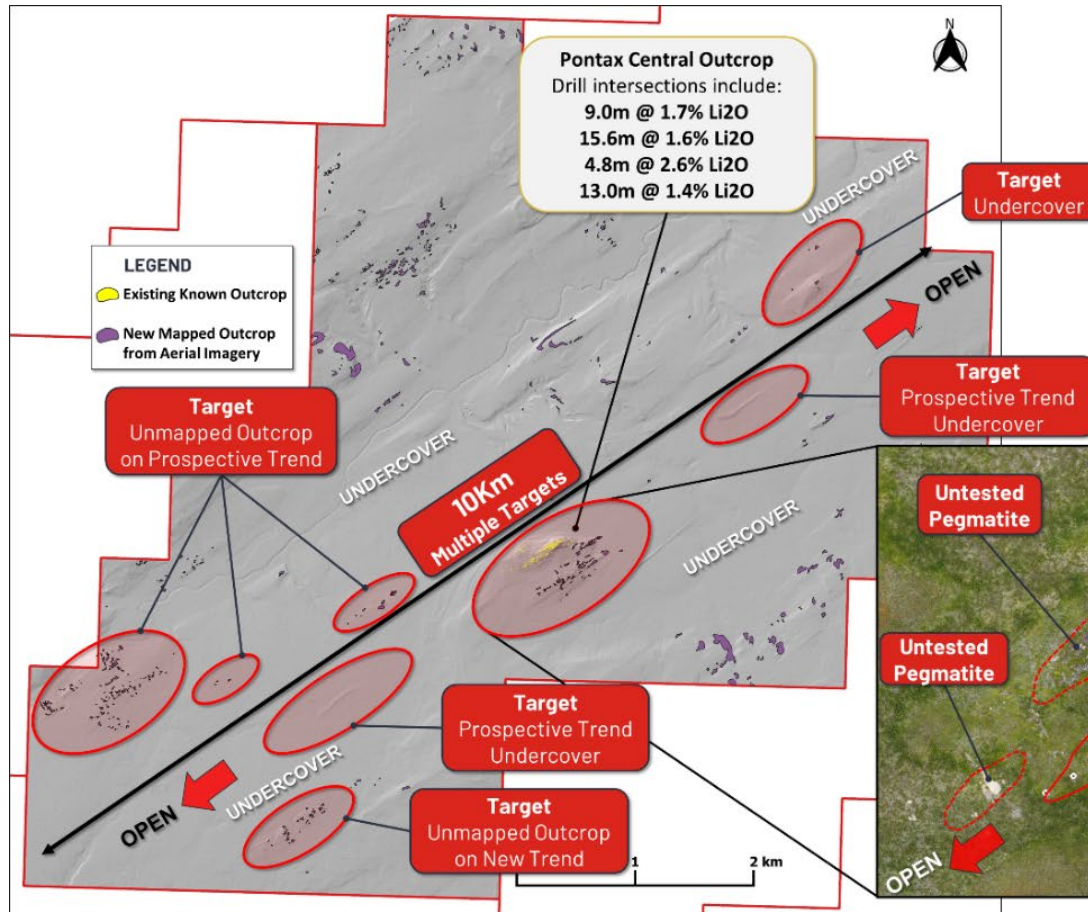 N
Pontax Central Outcrop
Drill intersections include:
9.0m @ 1.7% Li2O
15.6m @ 1.6% Li2O
4.8m @ 2.6% Li2O
13.0m @ 1.4% Li2O
UNDERCOVER
Target
Undercover
LEGEND
Existing Known Outcrop
New Mapped Outcrop
from Aerial Imagery
OPEN
Target
Unmapped Outcrop
on Prospective Trend
Target
Prospective Trend
Undercover
UNDERCOVER
10Km
Multiple Targets
UNDERCOVER
Untested
Pegmatite
Untested
Pegmatite
Target
Prospective Trend
Undercover
UNDERCOVER
OPEN
Target
Unmapped Outcrop
on New Trend
1
2 km
OPEN